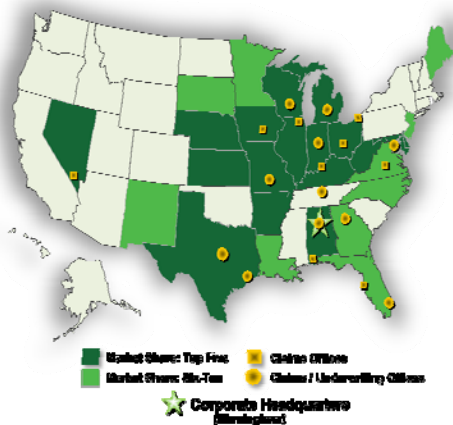 Market Share: Top Five
Claims Offices
Market Share: Six-Ten
Claims / Underwriting Offices
Corporate Headquarters
(Birmingham)